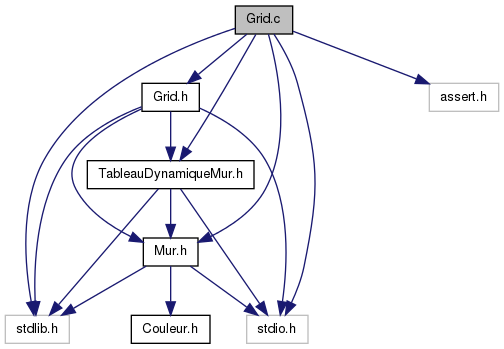 Grid.c
Grid.h
assert.h
TableauDynamiqueMur.h
Mur.h
stdlib.h
Couleur.h
stdio.h